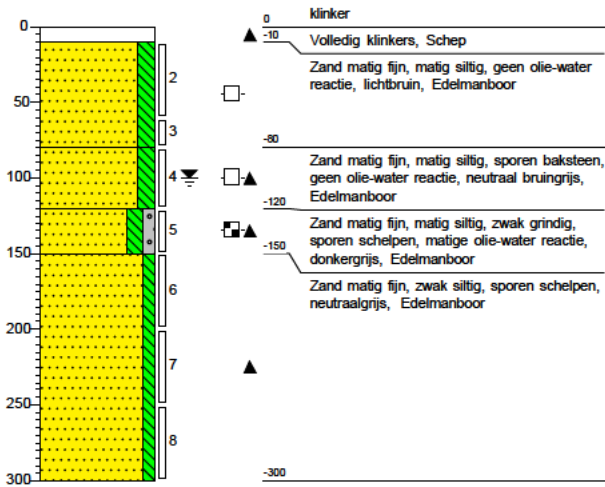 0
50
100
150
200
250
300
2
3
4
5
6
7
8
0
klinker
-10
Volledig klinkers, Schep
Zand matig fijn, matig siltig, geen olie-water
reactie, lichtbruin, Edelmanboor
-80
Zand matig fijn, matig siltig, sporen baksteen,
geen olie-water reactie, neutraal bruingrijs,
Edelmanboor
-120
Zand matig fijn, matig siltig, zwak grindig,
sporen schelpen, matige olie-water reactie,
donkergrijs, Edelmanboor
-150
Zand matig fijn, zwak siltig, sporen schelpen,
neutraalgrijs, Edelmanboor
-300